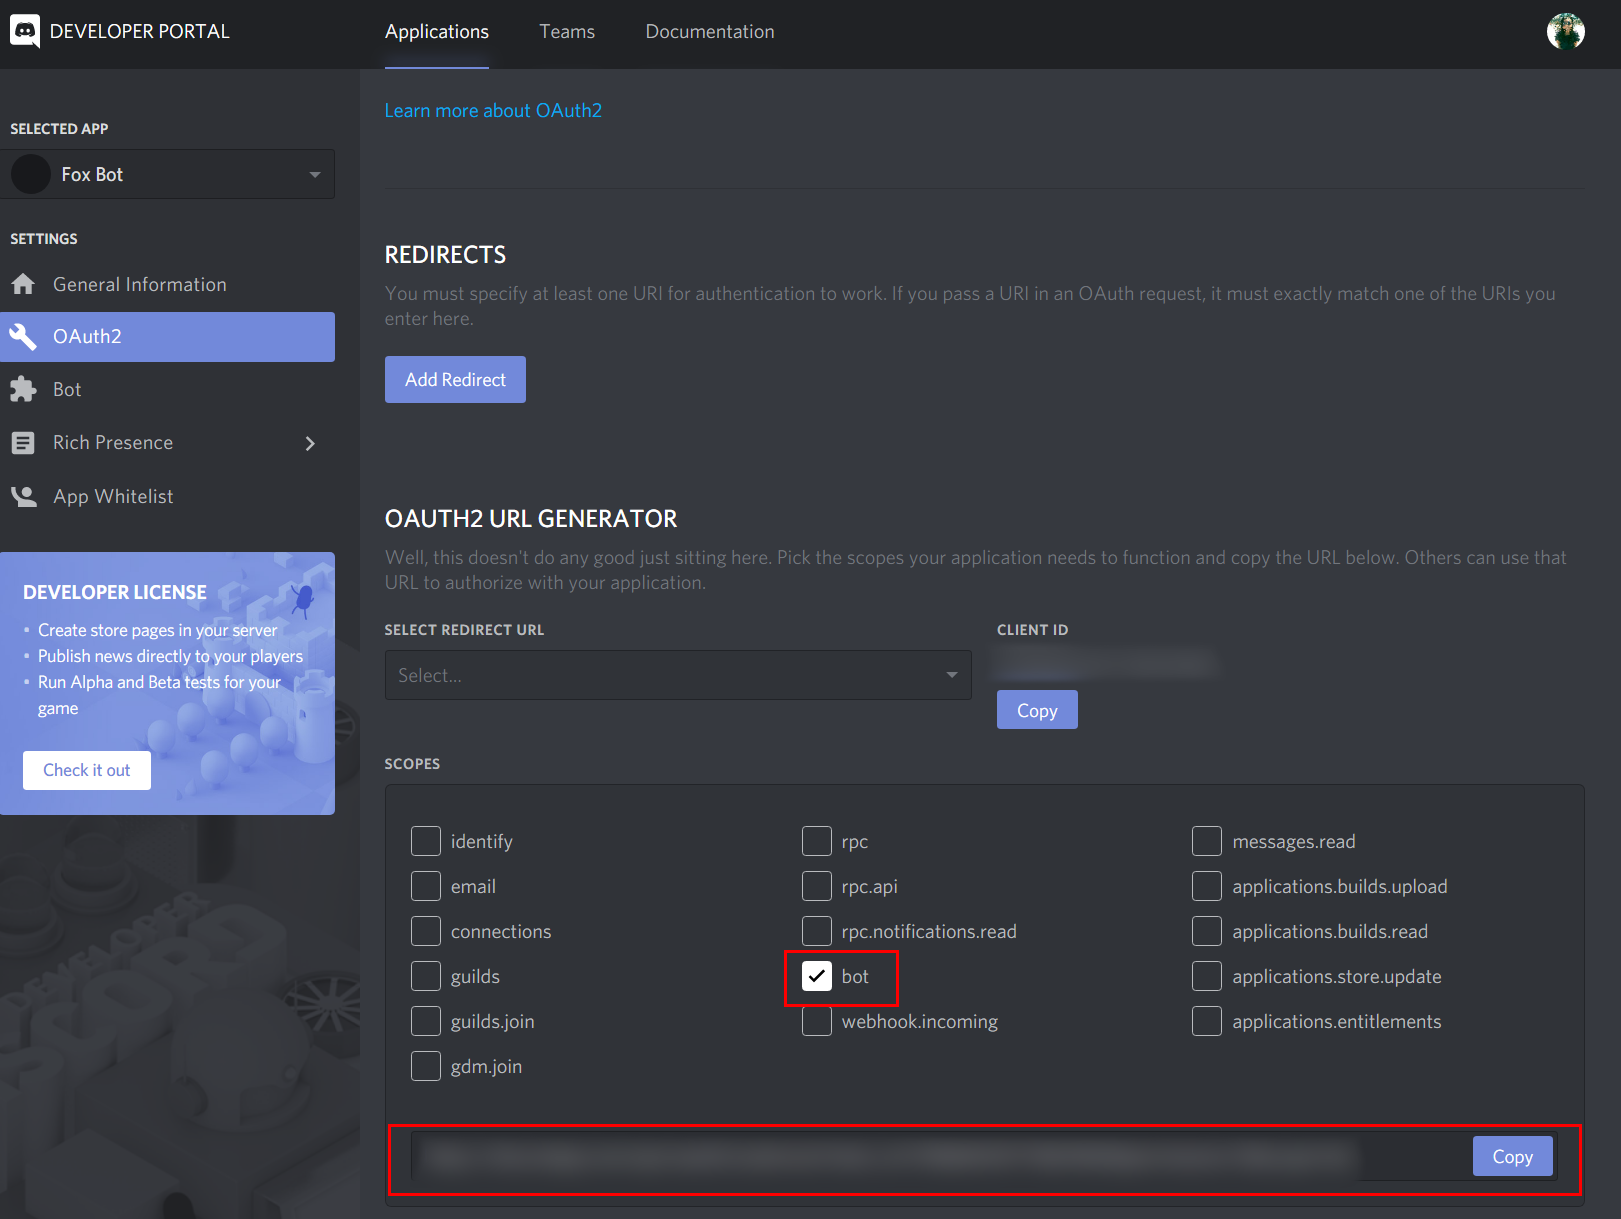 DEVELOPER PORTAL
Applications
Teams
Documentation
SELECTED APP
Fox Bot
SETTINGS
General Information
OAuth2
Bot
Rich Presence
App Whitelist
DEVELOPER LICENSE
• Create store pages in your server
• Publish news directly to your players
• Run Alpha and Beta tests for your
game
Check it out
Learn more about OAuth2
REDIRECTS
You must specify at least one URI for authentication to work. If you pass a URI in an OAuth request, it must exactly match one of the URIs you
enter here.
Add Redirect
OAUTH2 URL GENERATOR
Well, this doesn't do any good just sitting here. Pick the scopes your application needs to function and copy the URL below. Others can use that
URL to authorize with your application.
SELECT REDIRECT URL
Select...
CLIENT ID
Copy
SCOPES
identify
email
connections
guilds
guilds.join
gdm.join
rpc
rpc.api
rpc.notifications.read
bot
webhook.incoming
messages.read
applications.builds.upload
applications.builds.read
applications.store.update
applications.entitlements
Copy